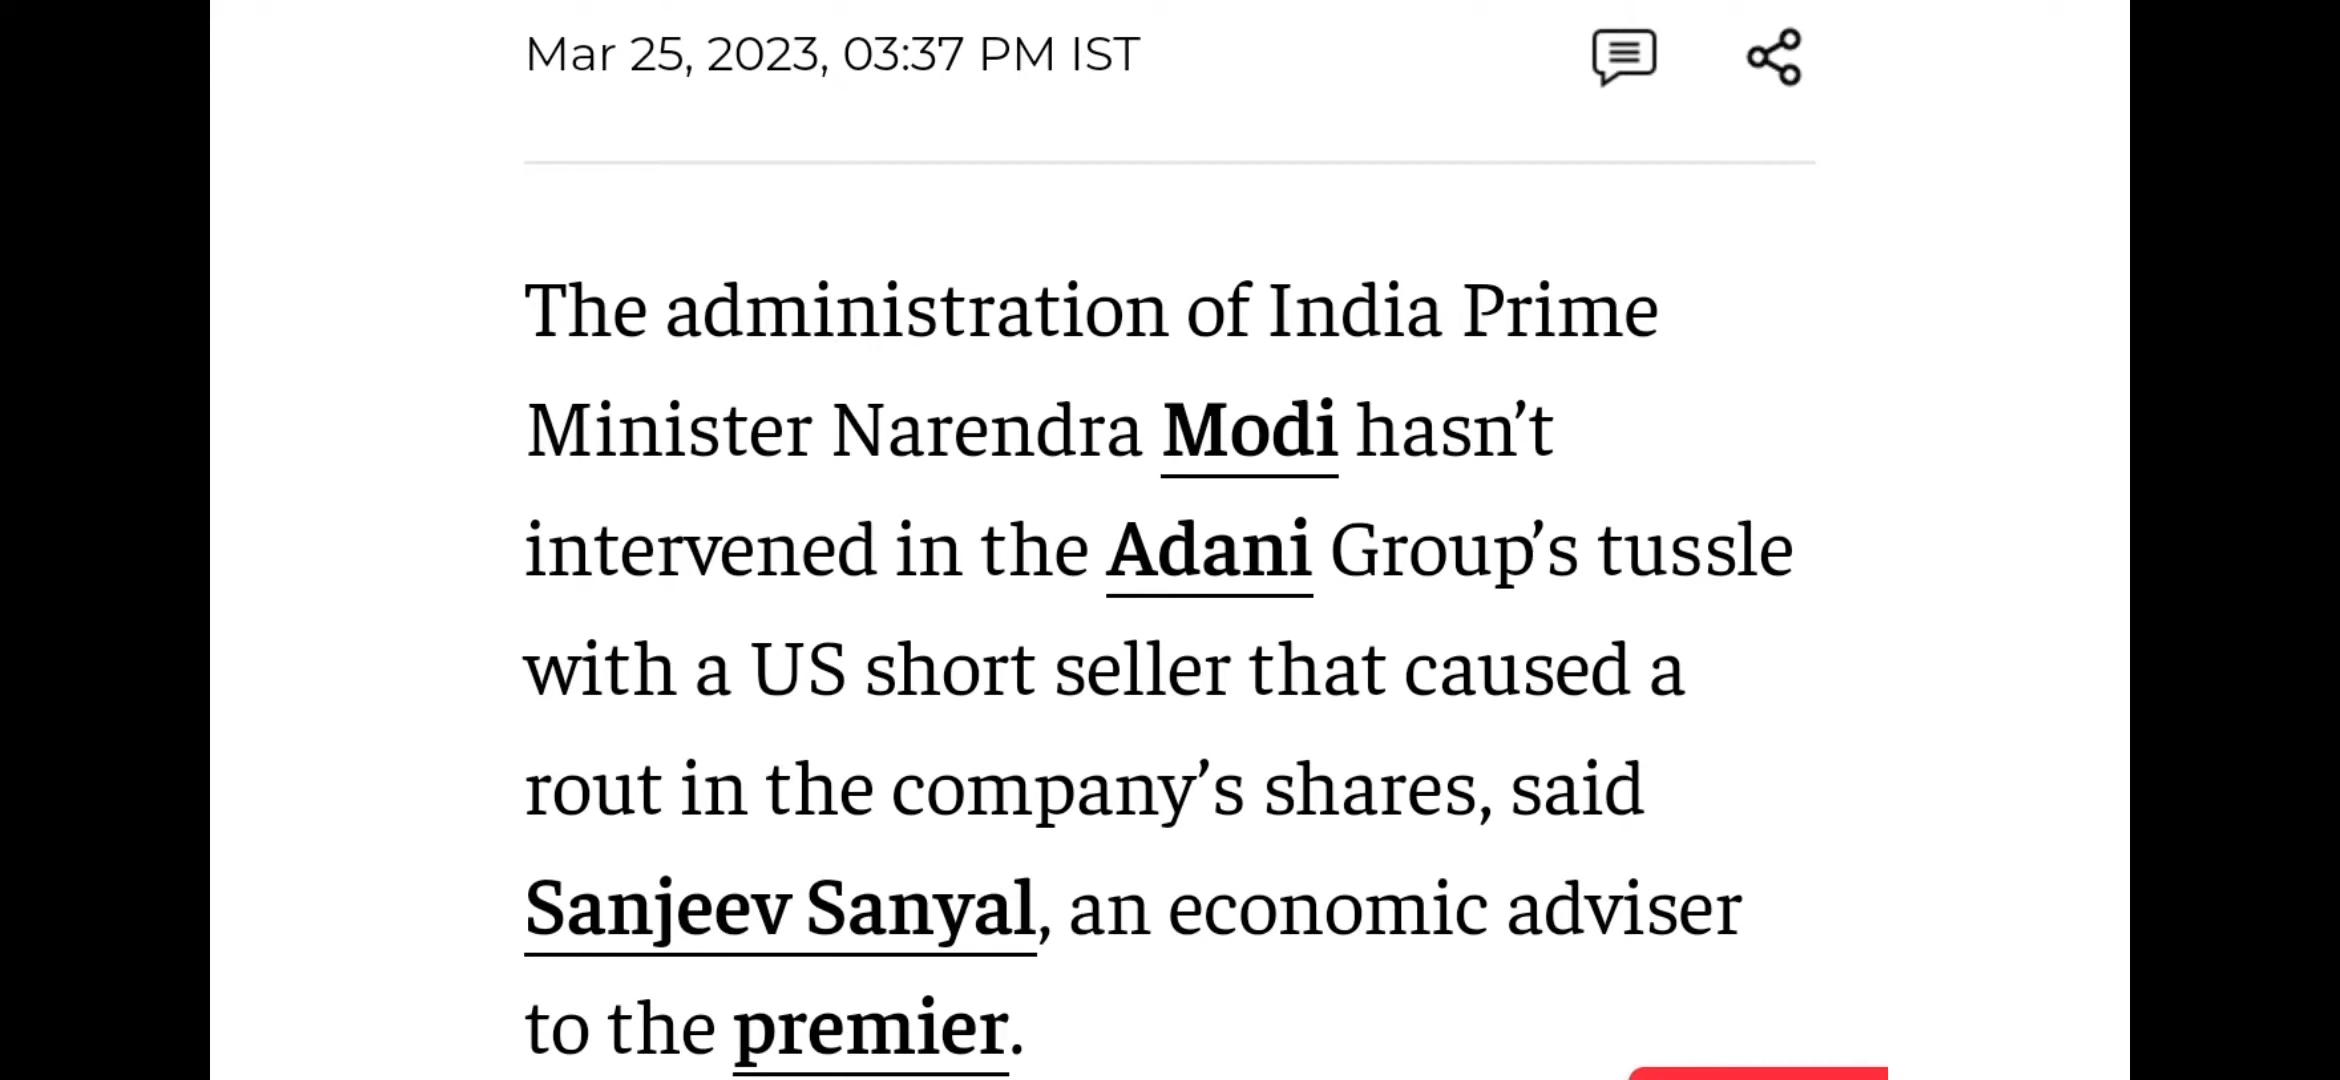 Mar 25, 2023, 03:37 PM IST
The administration of India Prime
Minister Narendra Modi hasn’t
intervened in the Adani Group’s tussle
with a US short seller that caused a
rout in the company’s shares, said
Sanjeev Sanyal, an economic adviser
to the premier.